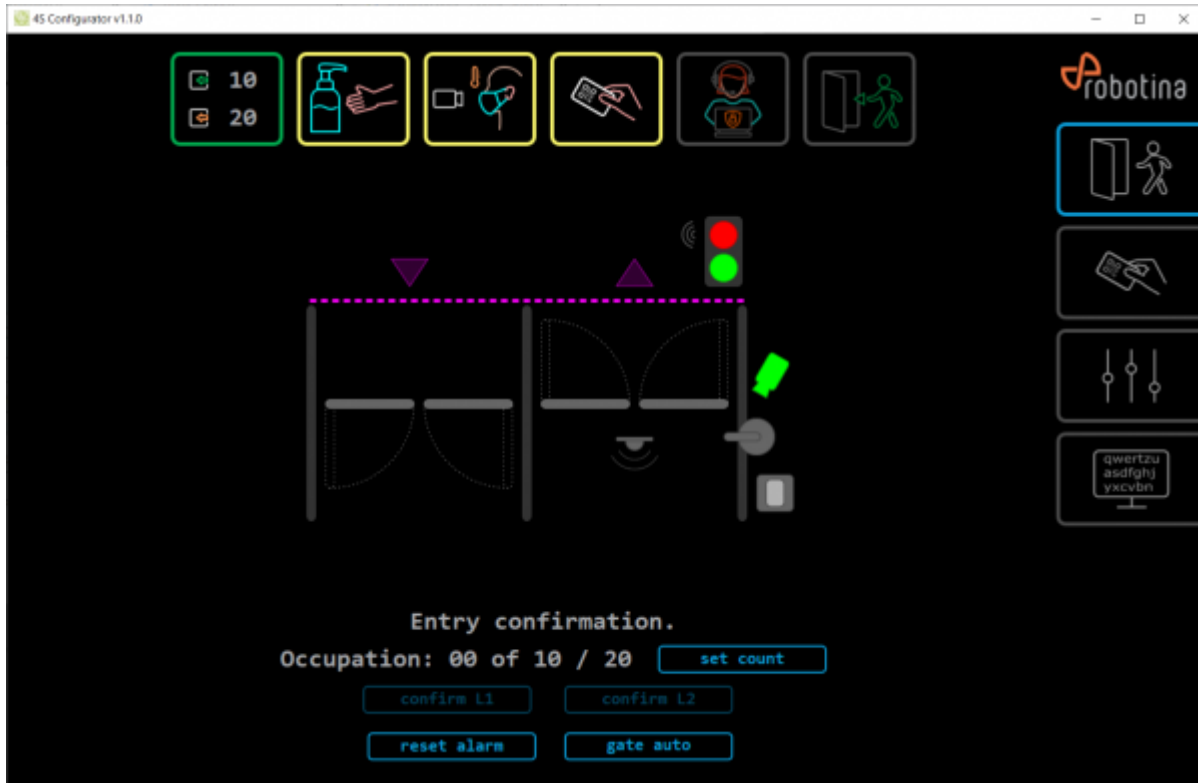 4S Configurator v1.1.0
10
20
robotina
qwertzu
asdfghj
yxcvbn
Entry confirmation.
Occupation: 00 of 10 / 20 set count
confirm L1 confirm L2
reset alarm gate auto